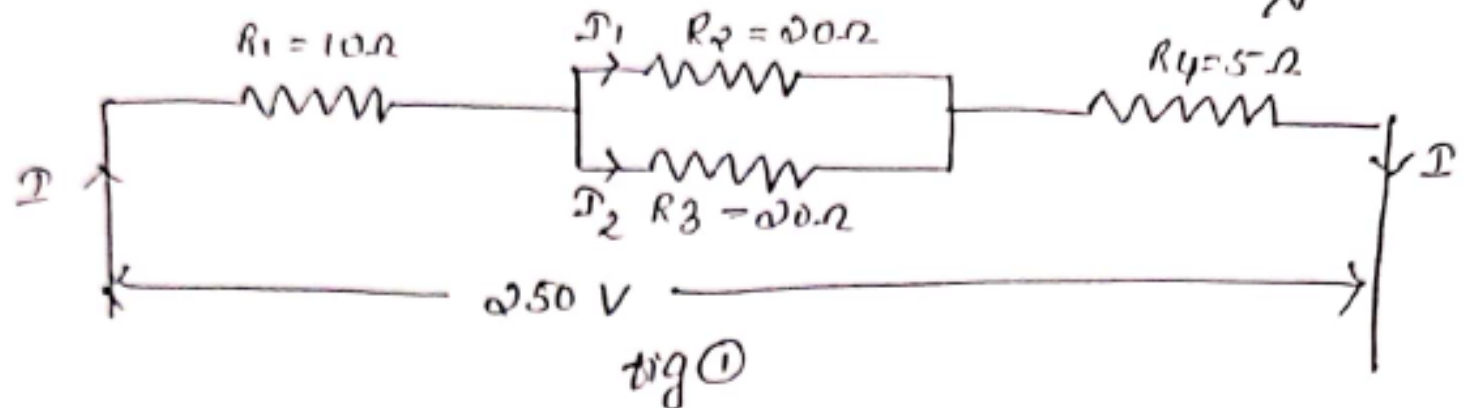 R1 = 10Ω
I1 R2 = 20Ω
R4 = 5Ω
I
I
I2 R3 - 20Ω
250 V
fig ①